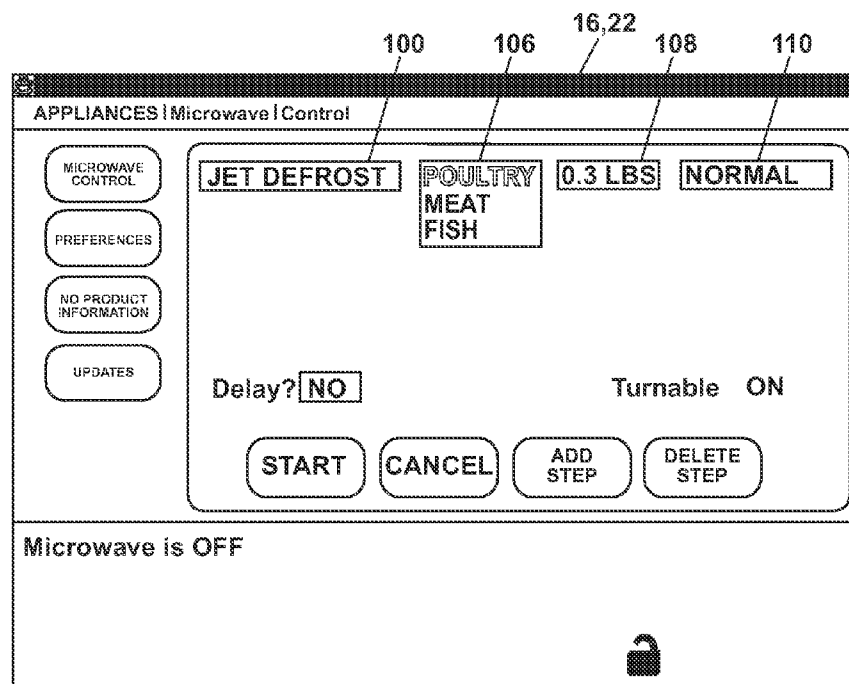 16,22
100 106 108 110
APPLIANCES | Microwave | Control
MICROWAVE
CONTROL
PREFERENCES
NO PRODUCT
INFORMATION
UPDATES
JET DEFROST POULTRY 0.3 LBS NORMAL
MEAT
FISH
Delay? NO Turnable ON
START CANCEL ADD STEP DELETE STEP
Microwave is OFF